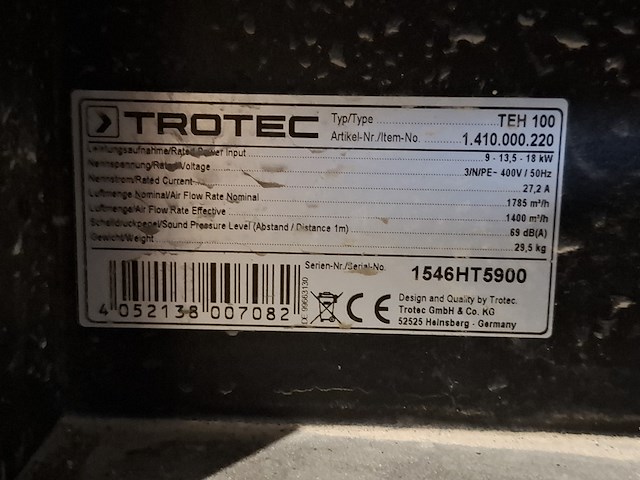 TROTEC
Typ/Type TEH 100
Artikel-Nr./Item-No. 1.410.000.220
Leistungsaufnahme/Rated Power Input 9 - 13,5 - 18 kW
Nennspannung/Rated Voltage 3/N/PE~ 400V / 50Hz
Nennstrom/Rated Current 27,2 A
Luftmenge Nominal/Air Flow Rate Nominal 1785 m³/h
Luftmenge/Air Flow Rate Effective 1400 m³/h
Schalldruckpegel/Sound Pressure Level (Abstand / Distance 1m) 69 dB(A)
Gewicht/Weight 29,5 kg
Serien-Nr./Serial-No. 1546HT5900
4 052138 007082
DE 99663130
CE
Design and Quality by Trotec.
Trotec GmbH & Co. KG
52525 Heinsberg - Germany